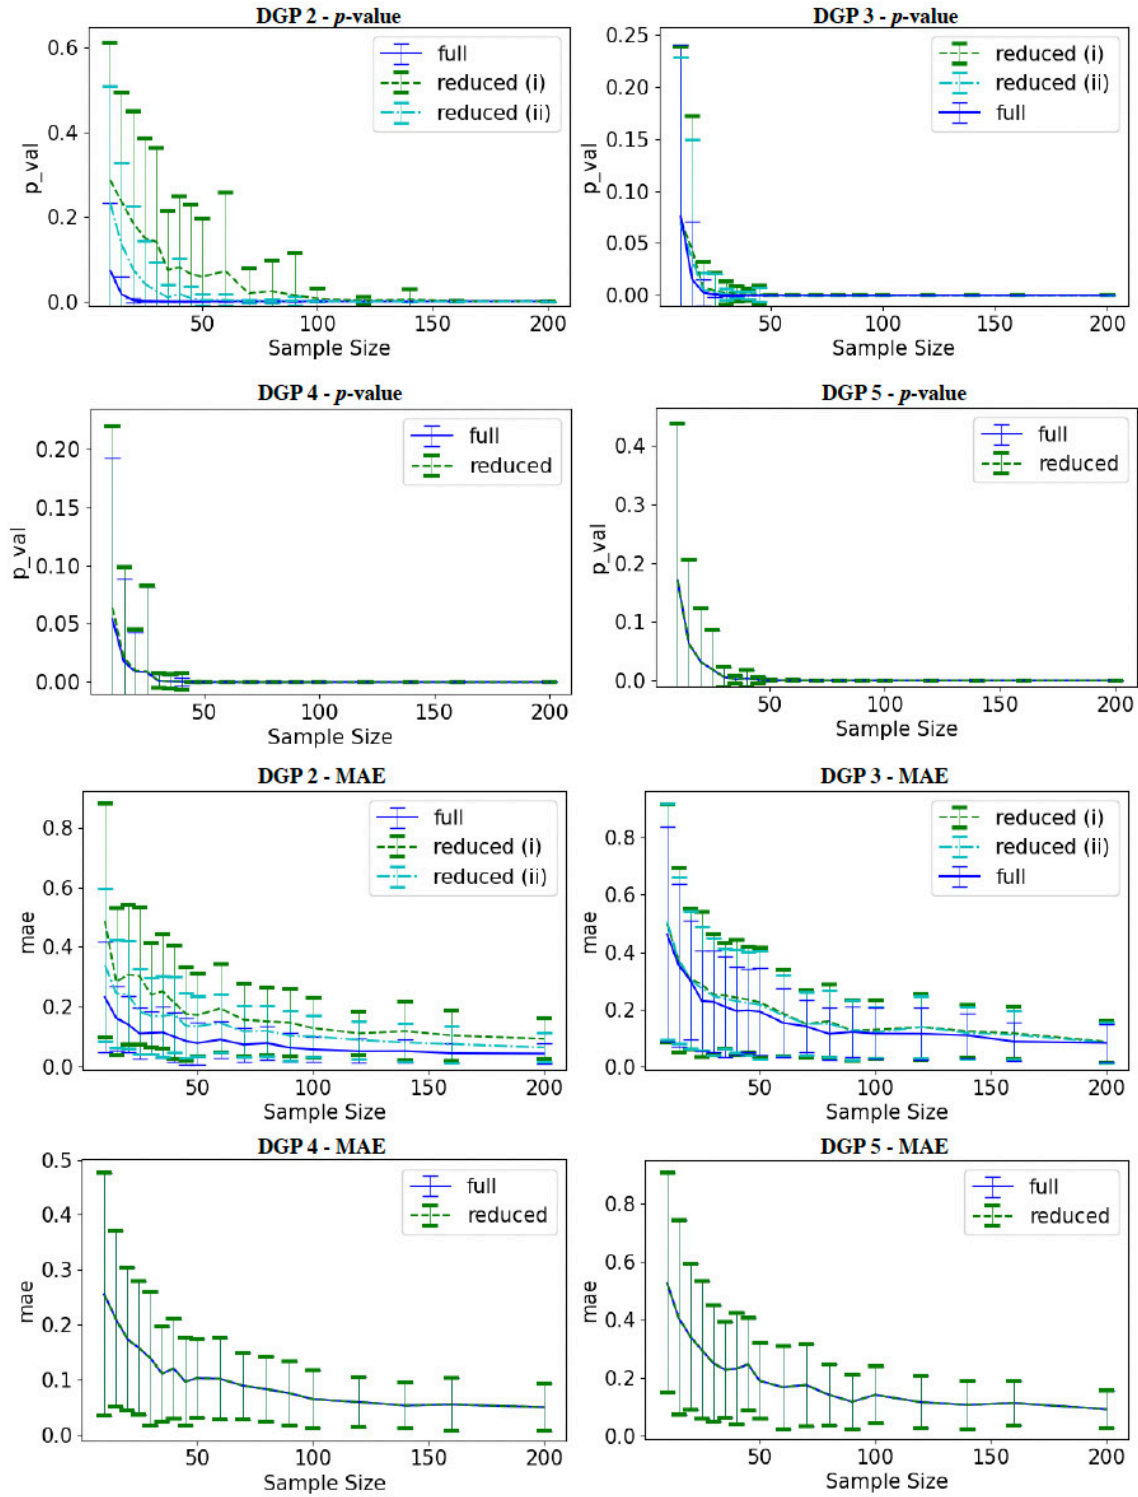 DGP 2 - p-value
0.6
0.4
0.2
0.0
p_val
full
reduced (i)
reduced (ii)
50
100
150
200
Sample Size
DGP 3 - p-value
0.25
0.20
0.15
0.10
0.05
0.00
p_val
reduced (i)
reduced (ii)
full
50
100
150
200
Sample Size
DGP 4 - p-value
0.20
0.15
0.10
0.05
0.00
p_val
full
reduced
50
100
150
200
Sample Size
DGP 5 - p-value
0.4
0.3
0.2
0.1
0.0
p_val
full
reduced
50
100
150
200
Sample Size
DGP 2 - MAE
0.8
0.6
0.4
0.2
0.0
mae
full
reduced (i)
reduced (ii)
50
100
150
200
Sample Size
DGP 3 - MAE
0.8
0.6
0.4
0.2
0.0
mae
reduced (i)
reduced (ii)
full
50
100
150
200
Sample Size
DGP 4 - MAE
0.5
0.4
0.3
0.2
0.1
0.0
mae
full
reduced
50
100
150
200
Sample Size
DGP 5 - MAE
0.8
0.6
0.4
0.2
0.0
mae
full
reduced
50
100
150
200
Sample Size